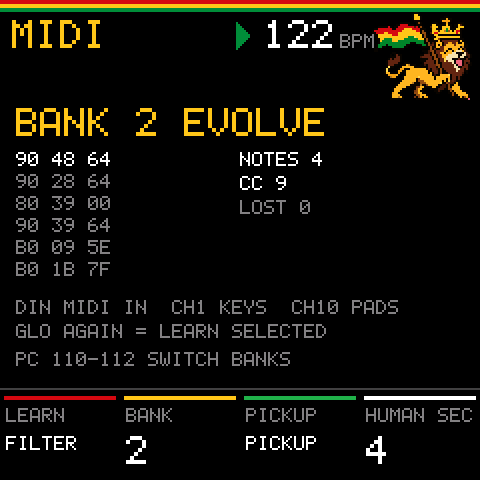 MIDI 122 BPM
BANK 2 EVOLVE
90 48 64 NOTES 4
90 28 64 CC 9
80 39 00 LOST 0
90 39 64
B0 09 5E
B0 1B 7F
DIN MIDI IN CH1 KEYS CH10 PADS
GLO AGAIN = LEARN SELECTED
PC 110-112 SWITCH BANKS
LEARN BANK PICKUP HUMAN SEC
FILTER 2 PICKUP 4